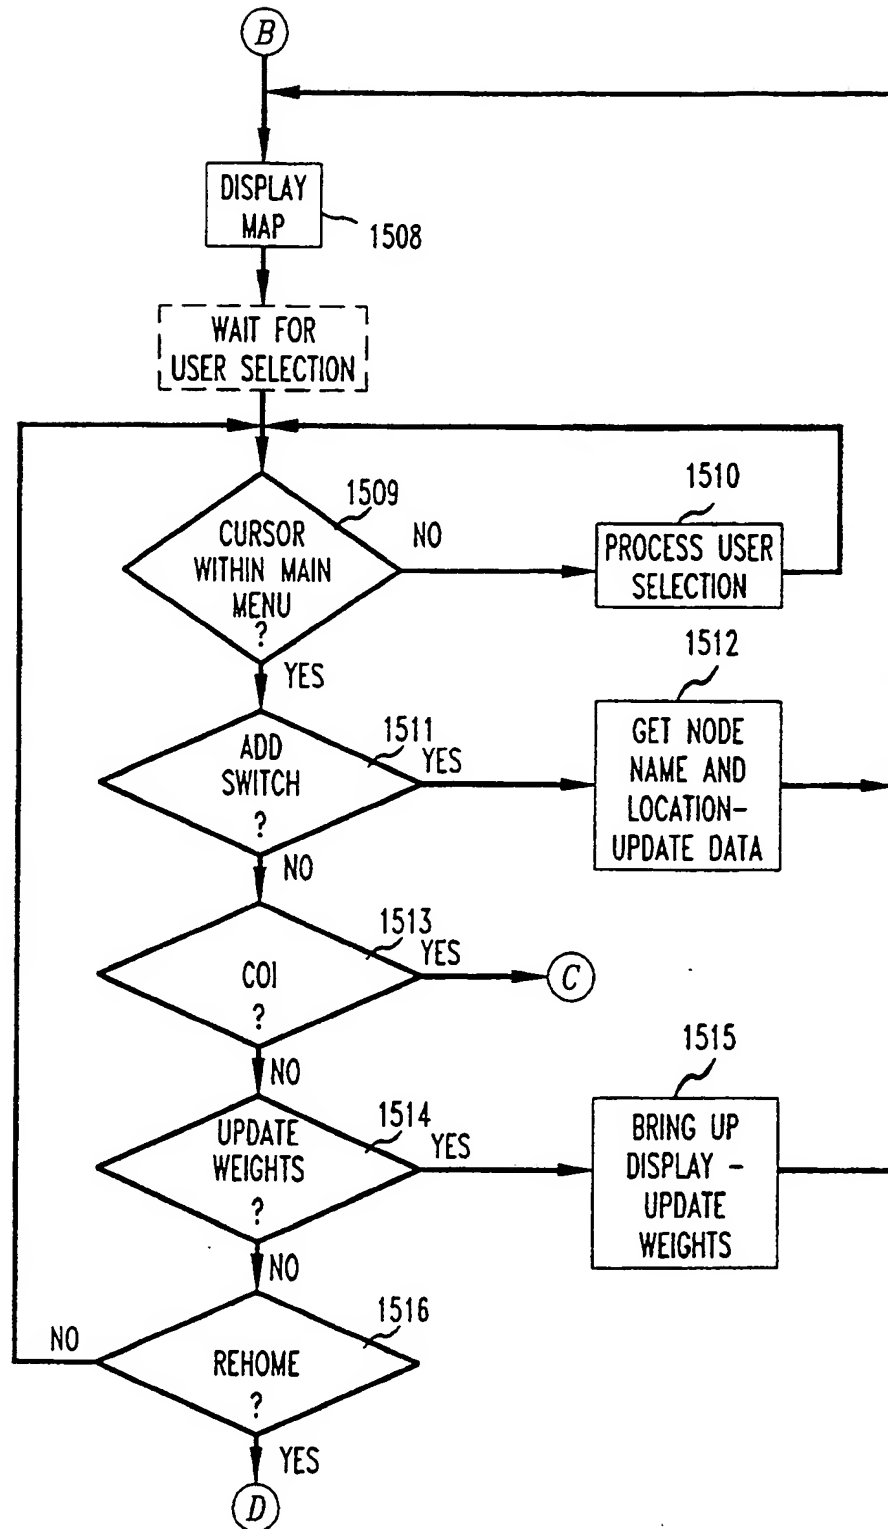 B
DISPLAY
MAP
1508
WAIT FOR
USER SELECTION
1509
CURSOR
WITHIN MAIN
MENU
?
NO
1510
PROCESS USER
SELECTION
YES
1511
ADD
SWITCH
?
YES
1512
GET NODE
NAME AND
LOCATION-
UPDATE DATA
NO
1513
COI
?
YES
C
NO
1514
UPDATE
WEIGHTS
?
YES
1515
BRING UP
DISPLAY -
UPDATE
WEIGHTS
NO
1516
REHOME
?
NO
YES
D